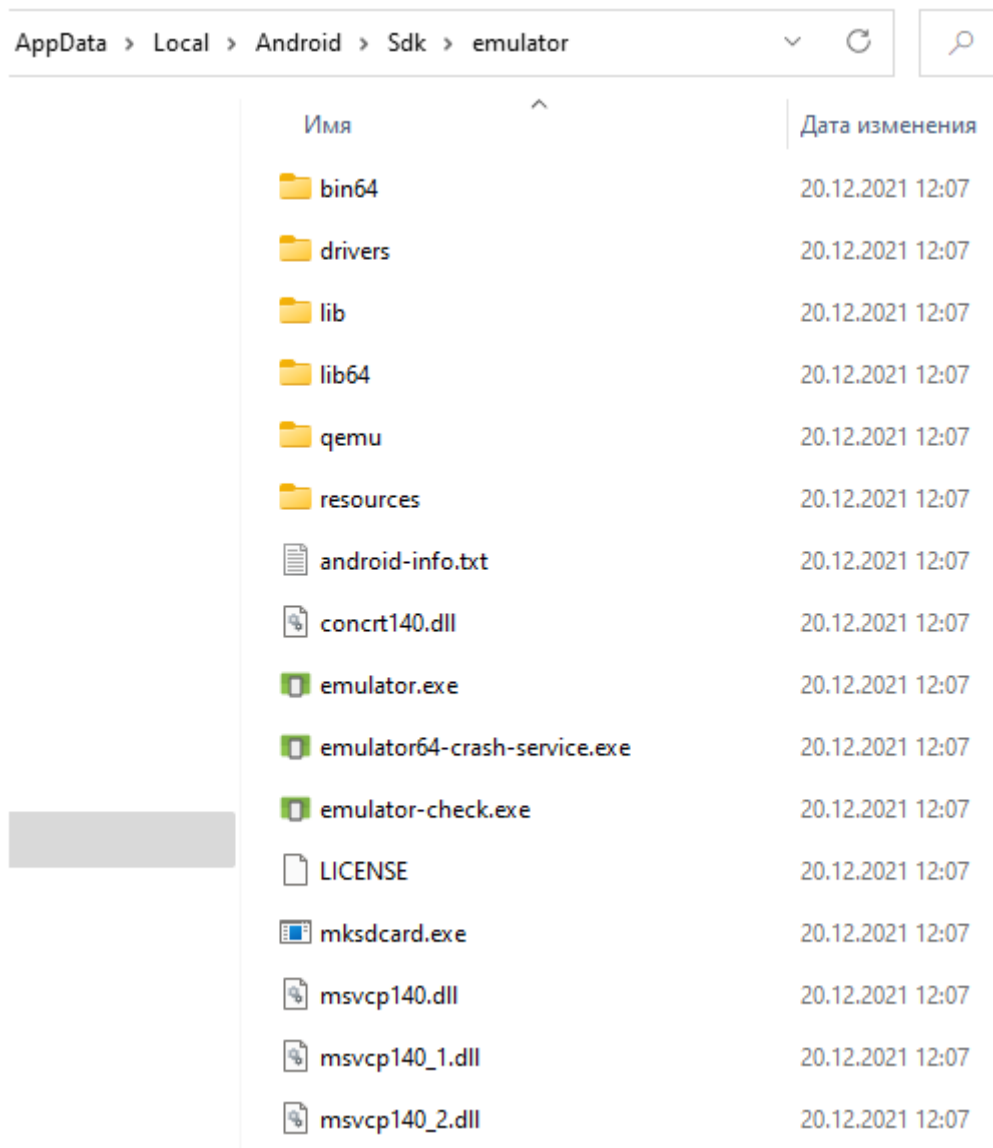 AppData > Local > Android > Sdk > emulator
Имя Дата изменения
bin64 20.12.2021 12:07
drivers 20.12.2021 12:07
lib 20.12.2021 12:07
lib64 20.12.2021 12:07
qemu 20.12.2021 12:07
resources 20.12.2021 12:07
android-info.txt 20.12.2021 12:07
concrt140.dll 20.12.2021 12:07
emulator.exe 20.12.2021 12:07
emulator64-crash-service.exe 20.12.2021 12:07
emulator-check.exe 20.12.2021 12:07
LICENSE 20.12.2021 12:07
mksdcard.exe 20.12.2021 12:07
msvcp140.dll 20.12.2021 12:07
msvcp140_1.dll 20.12.2021 12:07
msvcp140_2.dll 20.12.2021 12:07